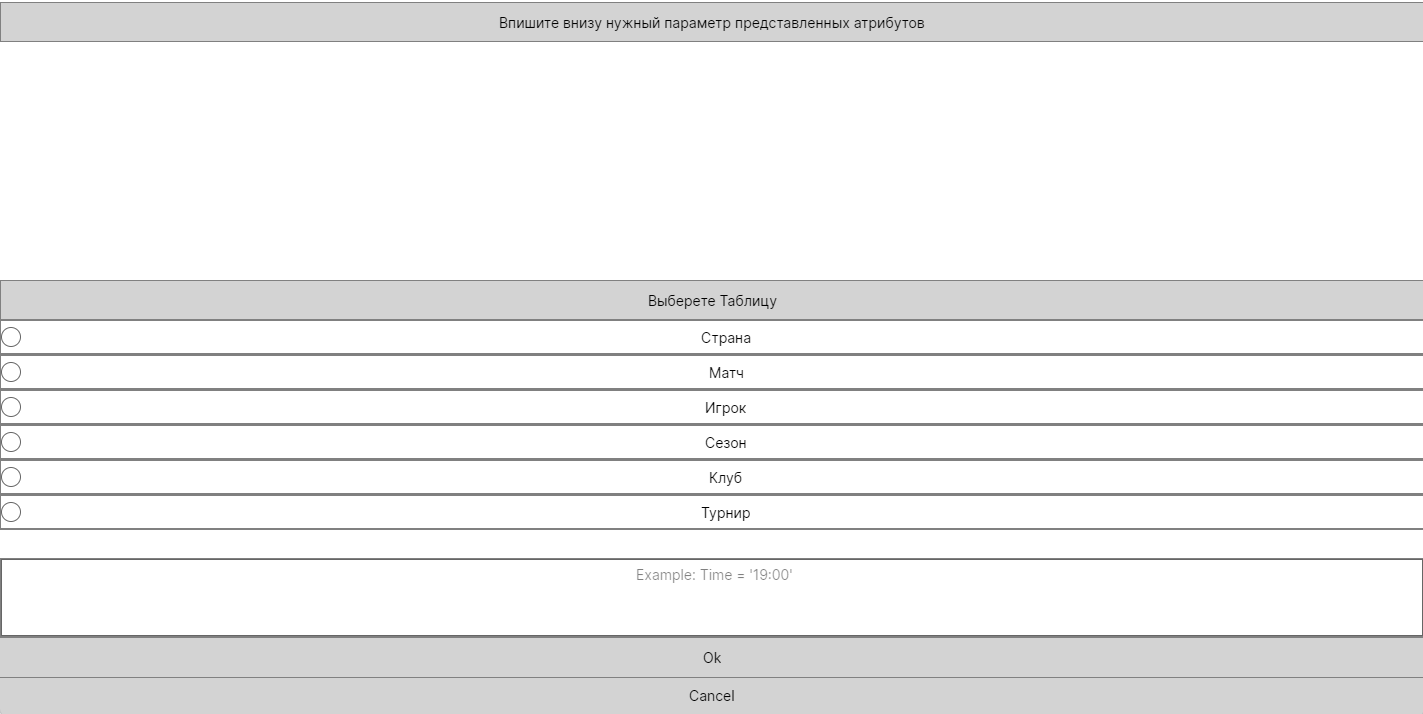 Впишите внизу нужный параметр представленных атрибутов
Выберете Таблицу
Страна
Матч
Игрок
Сезон
Клуб
Турнир
Example: Time = '19:00'
Ok
Cancel